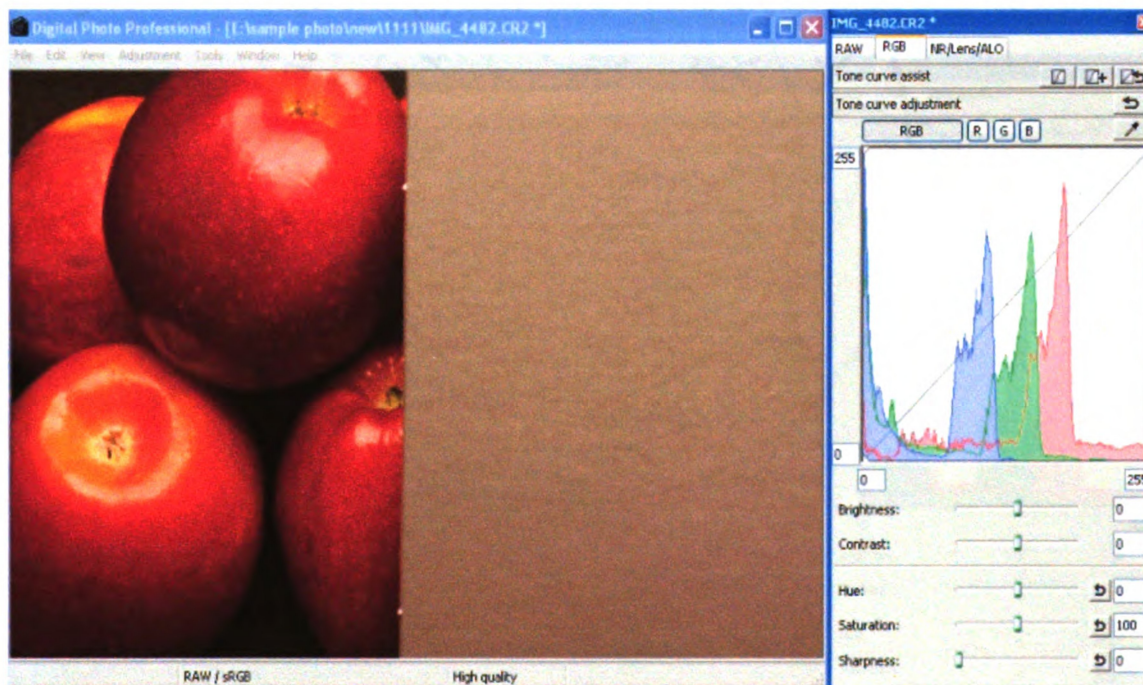 Digital Photo Professional - [E:\sample photo\new\1111\IMG_4482.CR2 *]
File Edit View Adjustment Tools Window Help
RAW / sRGB High quality
IMG_4482.CR2 *
RAW RGB NR/Lens/ALO
Tone curve assist
Tone curve adjustment
RGB R G B
255
0
0 255
Brightness: 0
Contrast: 0
Hue: 0
Saturation: 100
Sharpness: 0